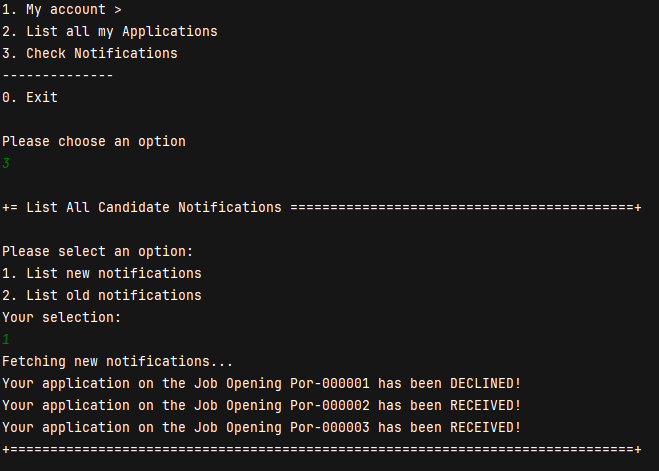 1. My account >
2. List all my Applications
3. Check Notifications
--------------
0. Exit
Please choose an option
3
+= List All Candidate Notifications ===========================================+
Please select an option:
1. List new notifications
2. List old notifications
Your selection:
1
Fetching new notifications...
Your application on the Job Opening Por-000001 has been DECLINED!
Your application on the Job Opening Por-000002 has been RECEIVED!
Your application on the Job Opening Por-000003 has been RECEIVED!
+==============================================================================+